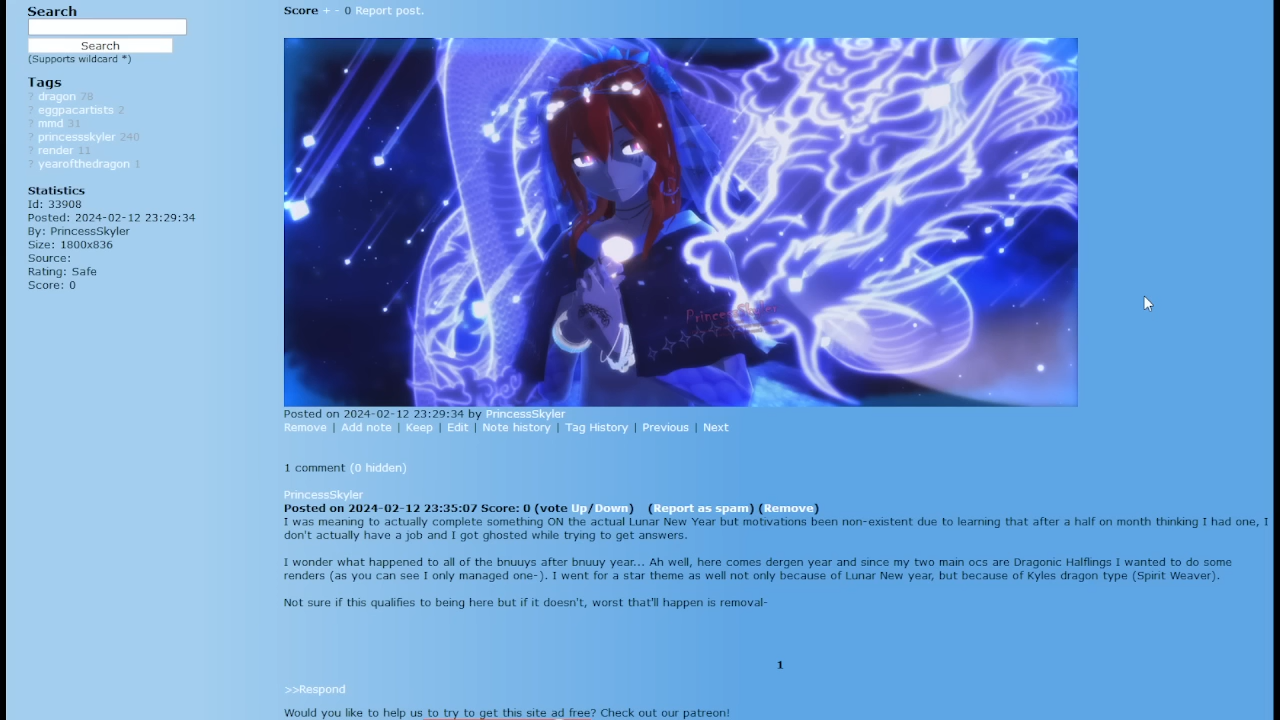 Search
Search
(Supports wildcard *)
Tags
? dragon 78
? eggpacartists 2
? mmd 31
? princessskyler 240
? render 11
? yearofthedragon 1
Statistics
Id: 33908
Posted: 2024-02-12 23:29:34
By: PrincessSkyler
Size: 1800x836
Source:
Rating: Safe
Score: 0
Score + - 0 Report post.
PrincessSkyler
Posted on 2024-02-12 23:29:34 by PrincessSkyler
Remove | Add note | Keep | Edit | Note history | Tag History | Previous | Next
1 comment (0 hidden)
PrincessSkyler
Posted on 2024-02-12 23:35:07 Score: 0 (vote Up/Down) (Report as spam) (Remove)
I was meaning to actually complete something ON the actual Lunar New Year but motivations been non-existent due to learning that after a half on month thinking I had one, I
don't actually have a job and I got ghosted while trying to get answers.
I wonder what happened to all of the bnuuys after bnuuy year... Ah well, here comes dergen year and since my two main ocs are Dragonic Halflings I wanted to do some
renders (as you can see I only managed one-). I went for a star theme as well not only because of Lunar New year, but because of Kyles dragon type (Spirit Weaver).
Not sure if this qualifies to being here but if it doesn't, worst that'll happen is removal-
1
>>Respond
Would you like to help us to try to get this site ad free? Check out our patreon!